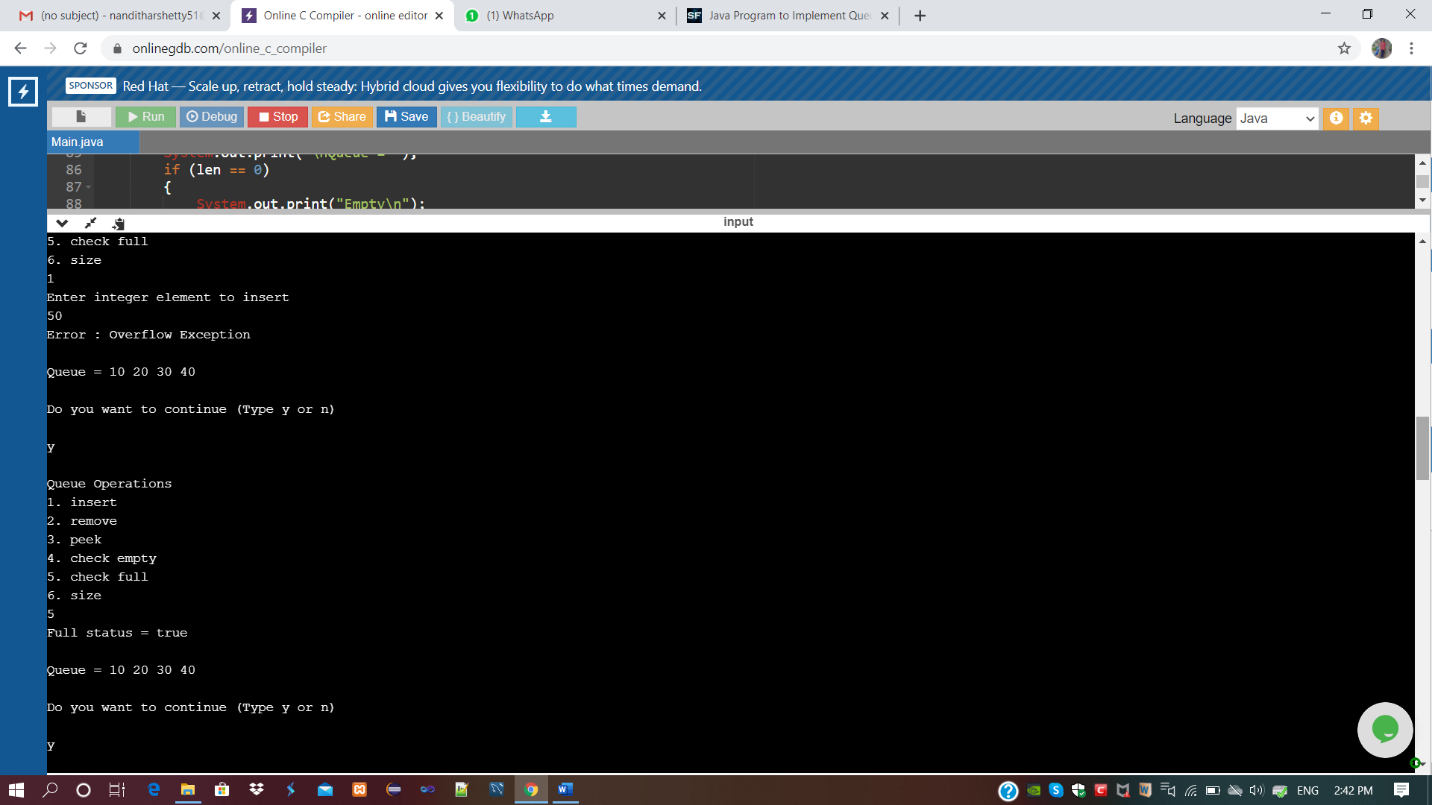 (no subject) - nanditharshetty51
Online C Compiler - online editor
(1) WhatsApp
Java Program to Implement Que
onlinegdb.com/online_c_compiler
SPONSOR Red Hat — Scale up, retract, hold steady: Hybrid cloud gives you flexibility to do what times demand.
Run Debug Stop Share Save {} Beautify
Language Java
Main.java
85 System.out.print("\nQueue = ");
86 if (len == 0)
87 {
88 System.out.print("Empty\n");
input
5. check full
6. size
1
Enter integer element to insert
50
Error : Overflow Exception
Queue = 10 20 30 40
Do you want to continue (Type y or n)
y
Queue Operations
1. insert
2. remove
3. peek
4. check empty
5. check full
6. size
5
Full status = true
Queue = 10 20 30 40
Do you want to continue (Type y or n)
y
ENG 2:42 PM